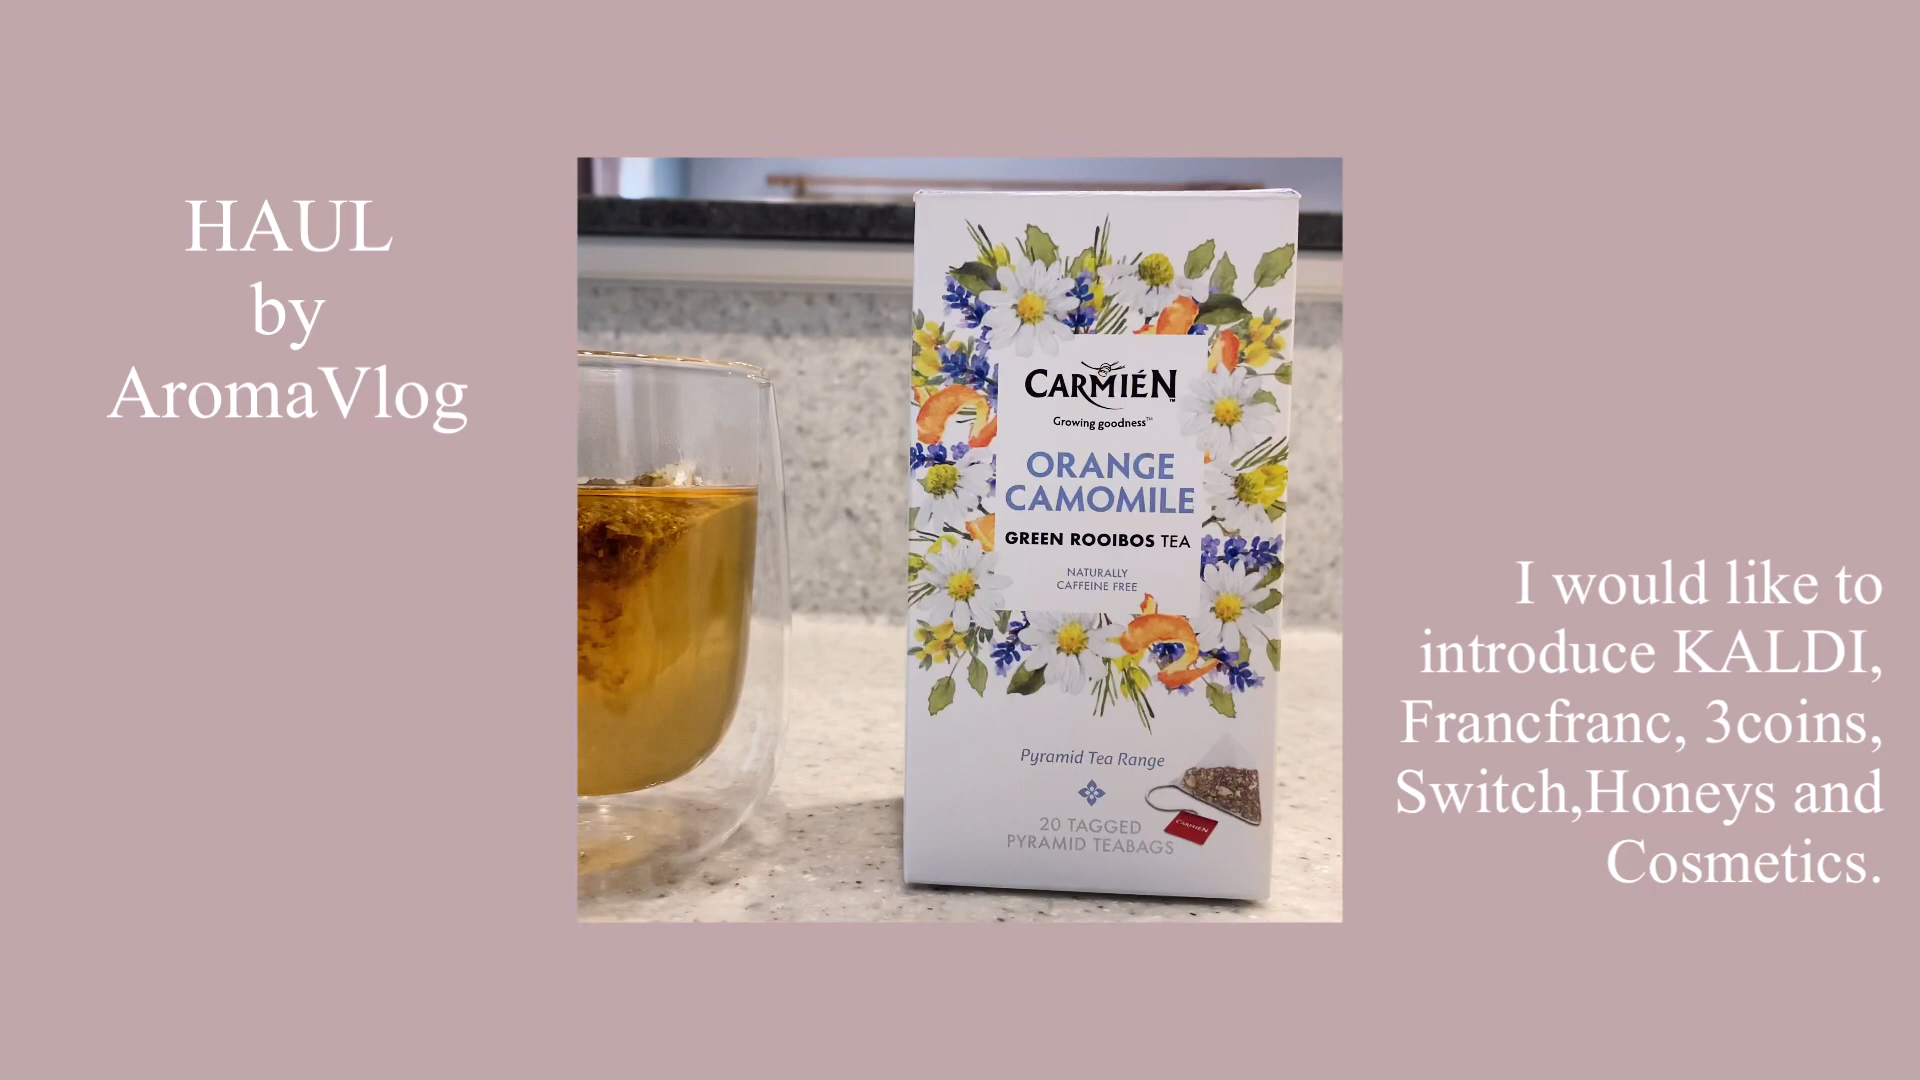 HAUL
by
AromaVlog
CARMIÉN™
Growing goodness™
ORANGE
CAMOMILE
GREEN ROOIBOS TEA
NATURALLY
CAFFEINE FREE
Pyramid Tea Range
20 TAGGED
PYRAMID TEABAGS
CARMIÉN
I would like to
introduce KALDI,
Francfranc, 3coins,
Switch,Honeys and
Cosmetics.